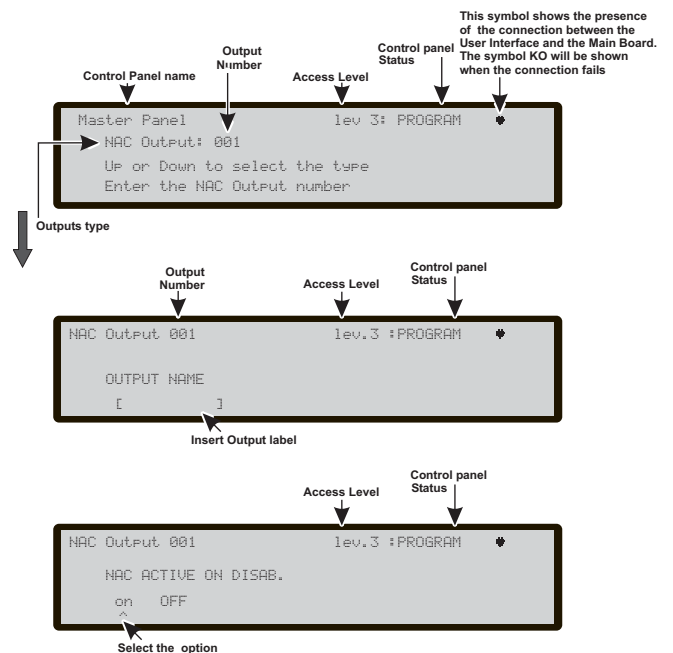 This symbol shows the presence
of the connection between the
User Interface and the Main Board.
The symbol KO will be shown
when the connection fails
Output
Number
Control panel
Status
Control Panel name
Access Level
Master Panel lev 3: PROGRAM
NAC Output: 001
Up or Down to select the type
Enter the NAC Output number
Outputs type
Output
Number
Access Level
Control panel
Status
NAC Output 001 lev.3 :PROGRAM
OUTPUT NAME
[ ]
Insert Output label
Access Level
Control panel
Status
NAC Output 001 lev.3 :PROGRAM
NAC ACTIVE ON DISAB.
on OFF
^
Select the option